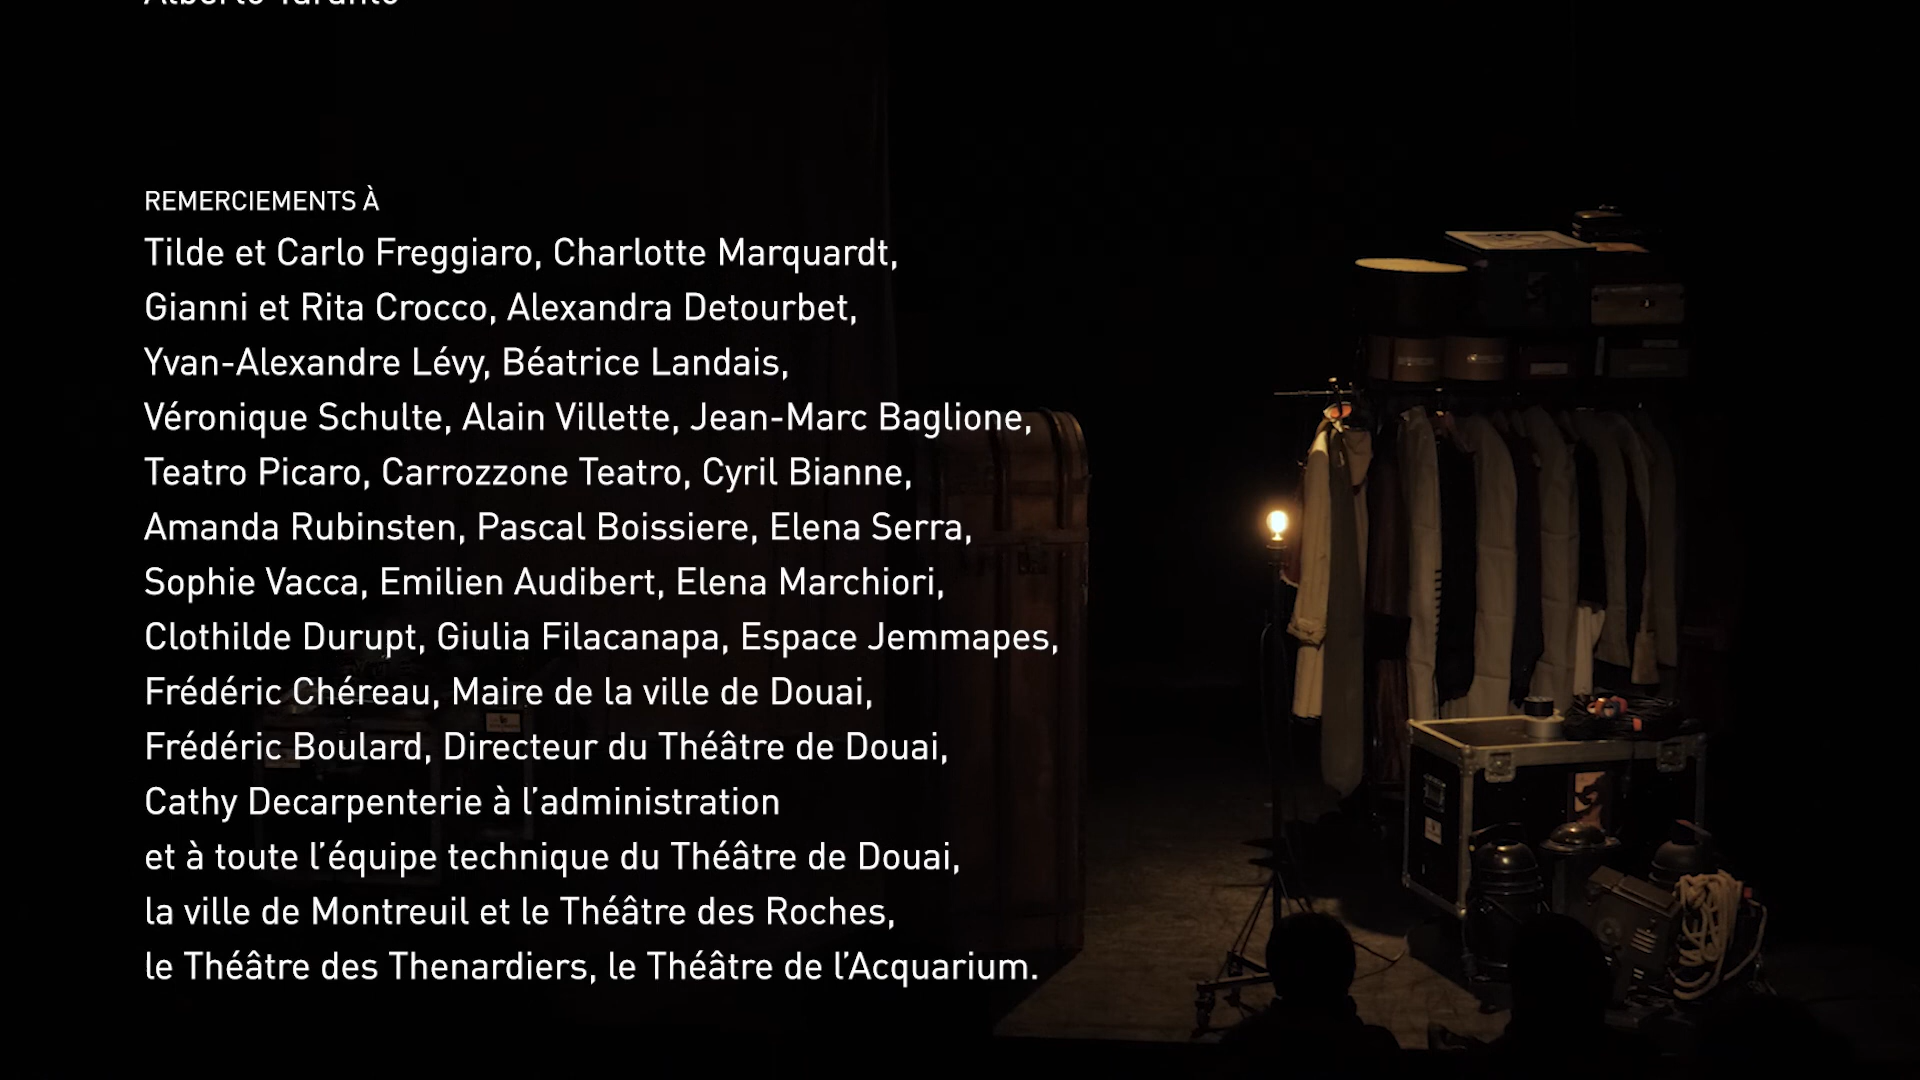 REMERCIEMENTS À
Tilde et Carlo Freggiaro, Charlotte Marquardt,
Gianni et Rita Crocco, Alexandra Detourbet,
Yvan-Alexandre Lévy, Béatrice Landais,
Véronique Schulte, Alain Villette, Jean-Marc Baglione,
Teatro Picaro, Carrozzone Teatro, Cyril Bianne,
Amanda Rubinsten, Pascal Boissiere, Elena Serra,
Sophie Vacca, Emilien Audibert, Elena Marchiori,
Clothilde Durupt, Giulia Filacanapa, Espace Jemmapes,
Frédéric Chéreau, Maire de la ville de Douai,
Frédéric Boulard, Directeur du Théâtre de Douai,
Cathy Decarpenterie à l’administration
et à toute l’équipe technique du Théâtre de Douai,
la ville de Montreuil et le Théâtre des Roches,
le Théâtre des Thenardiers, le Théâtre de l’Acquarium.